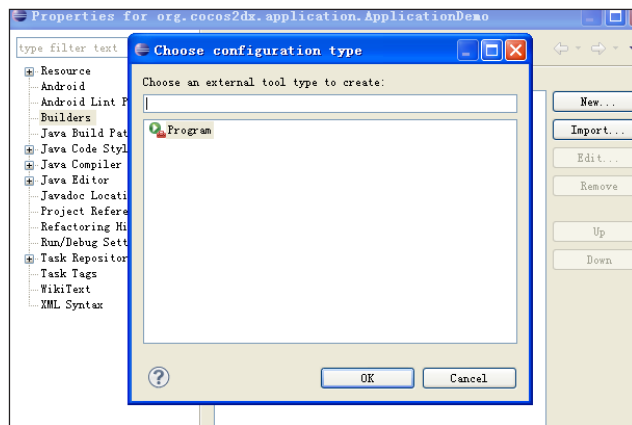 Properties for org.cocos2dx.application.ApplicationDemo
type filter text
Choose configuration type
Resource
Android
Android Lint P
Builders
Java Build Pat
Java Code Styl
Java Compiler
Java Editor
Javadoc Locati
Project Refere
Refactoring Hi
Run/Debug Sett
Task Repositor
Task Tags
WikiText
XML Syntax
Choose an external tool type to create:
Program
?
OK
Cancel
New...
Import...
Edit...
Remove
Up
Down